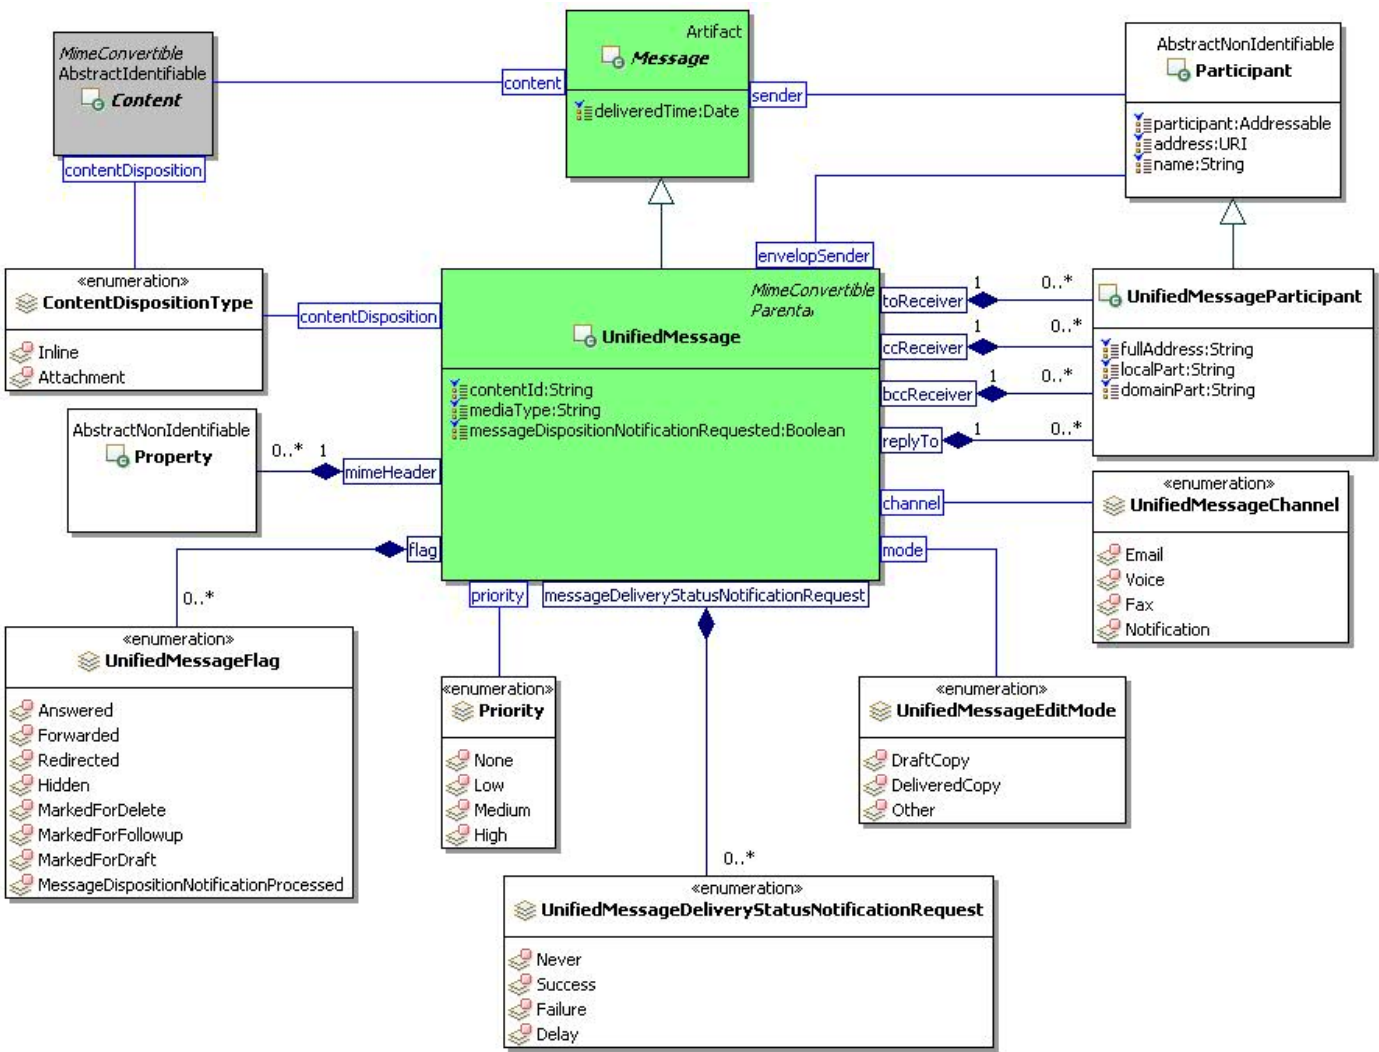 MimeConvertible
AbstractIdentifiable
Content
contentDisposition
content
Artifact
Message
deliveredTime:Date
sender
AbstractNonIdentifiable
Participant
participant:Addressable
address:URI
name:String
envelopSender
«enumeration»
ContentDispositionType
Inline
Attachment
contentDisposition
MimeConvertible
Parental
UnifiedMessage
contentId:String
mediaType:String
messageDispositionNotificationRequested:Boolean
toReceiver
1
0..*
ccReceiver
1
0..*
bccReceiver
1
0..*
replyTo
1
0..*
UnifiedMessageParticipant
fullAddress:String
localPart:String
domainPart:String
AbstractNonIdentifiable
Property
0..*
1
mimeHeader
channel
«enumeration»
UnifiedMessageChannel
Email
Voice
Fax
Notification
flag
0..*
mode
priority
messageDeliveryStatusNotificationRequest
«enumeration»
UnifiedMessageFlag
Answered
Forwarded
Redirected
Hidden
MarkedForDelete
MarkedForFollowup
MarkedForDraft
MessageDispositionNotificationProcessed
«enumeration»
Priority
None
Low
Medium
High
«enumeration»
UnifiedMessageEditMode
DraftCopy
DeliveredCopy
Other
0..*
«enumeration»
UnifiedMessageDeliveryStatusNotificationRequest
Never
Success
Failure
Delay